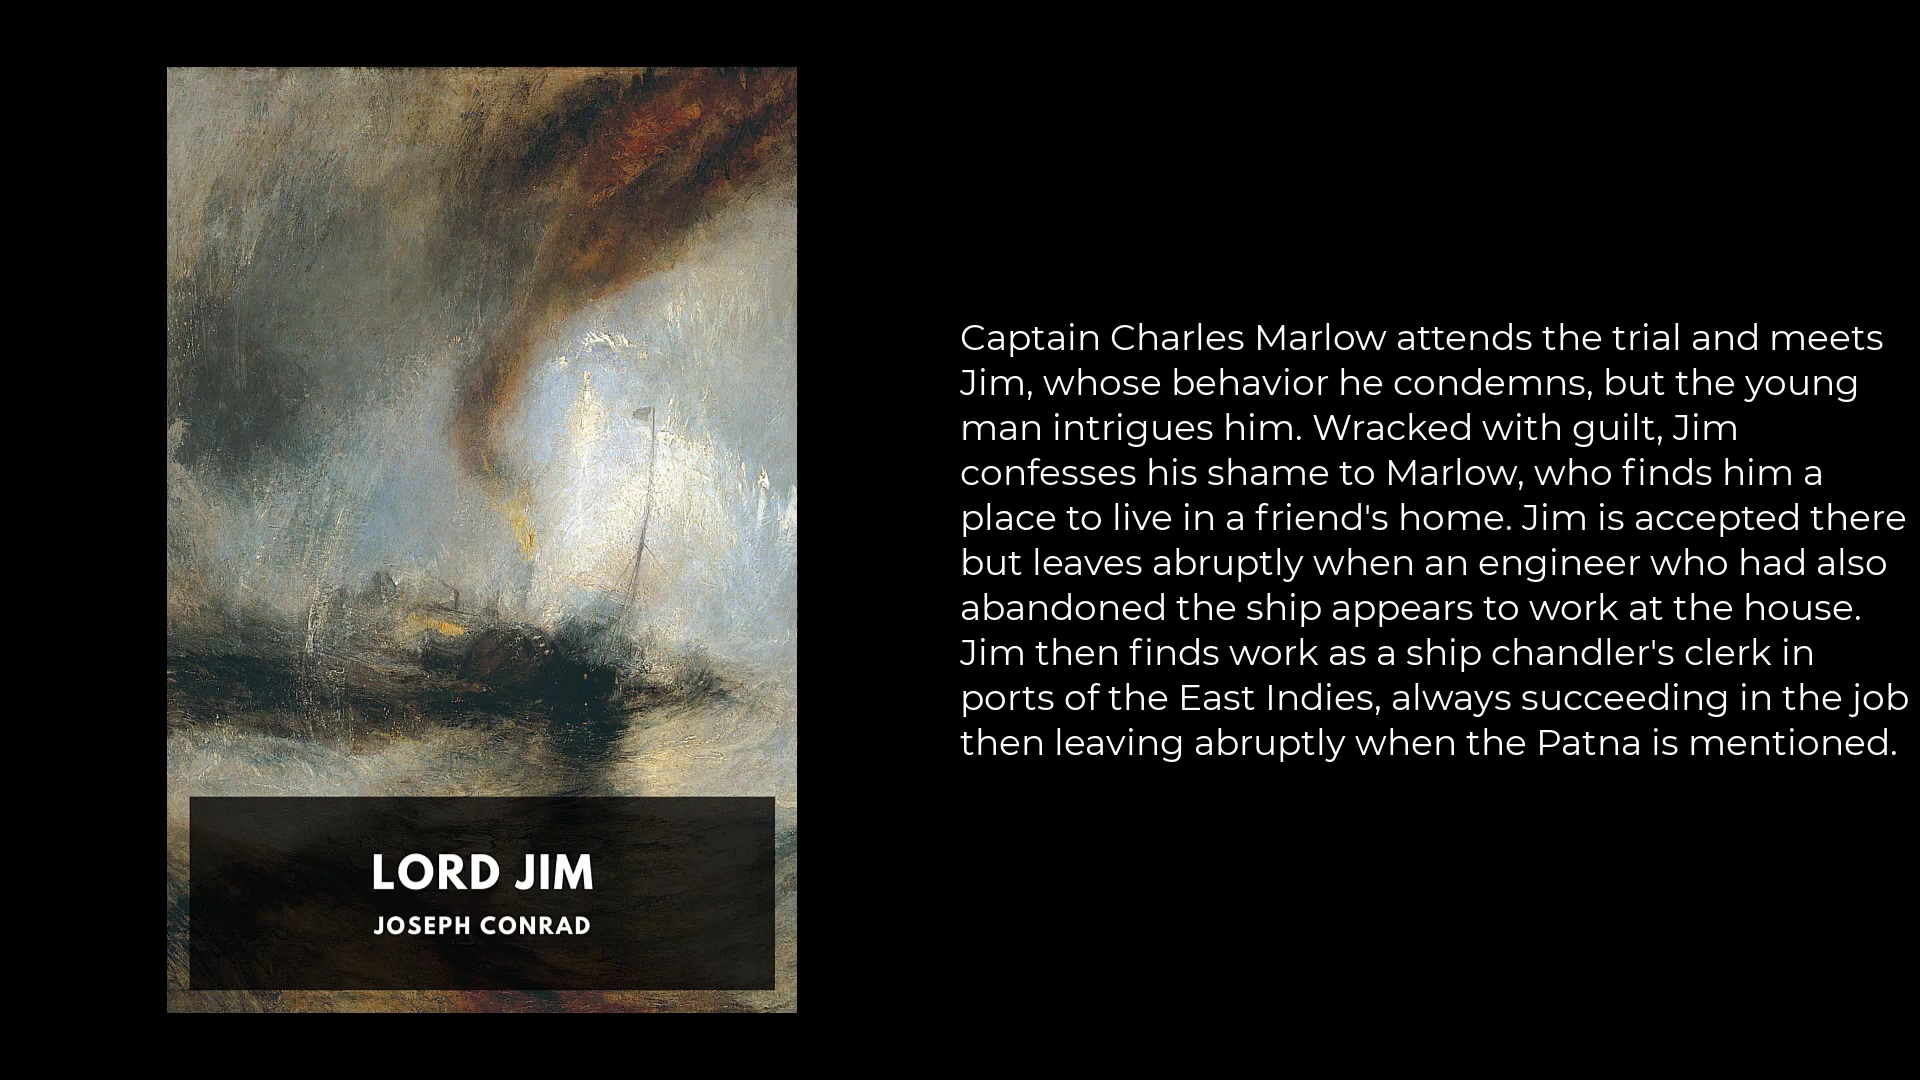 LORD JIM
JOSEPH CONRAD
Captain Charles Marlow attends the trial and meets
Jim, whose behavior he condemns, but the young
man intrigues him. Wracked with guilt, Jim
confesses his shame to Marlow, who finds him a
place to live in a friend's home. Jim is accepted there
but leaves abruptly when an engineer who had also
abandoned the ship appears to work at the house.
Jim then finds work as a ship chandler's clerk in
ports of the East Indies, always succeeding in the job
then leaving abruptly when the Patna is mentioned.